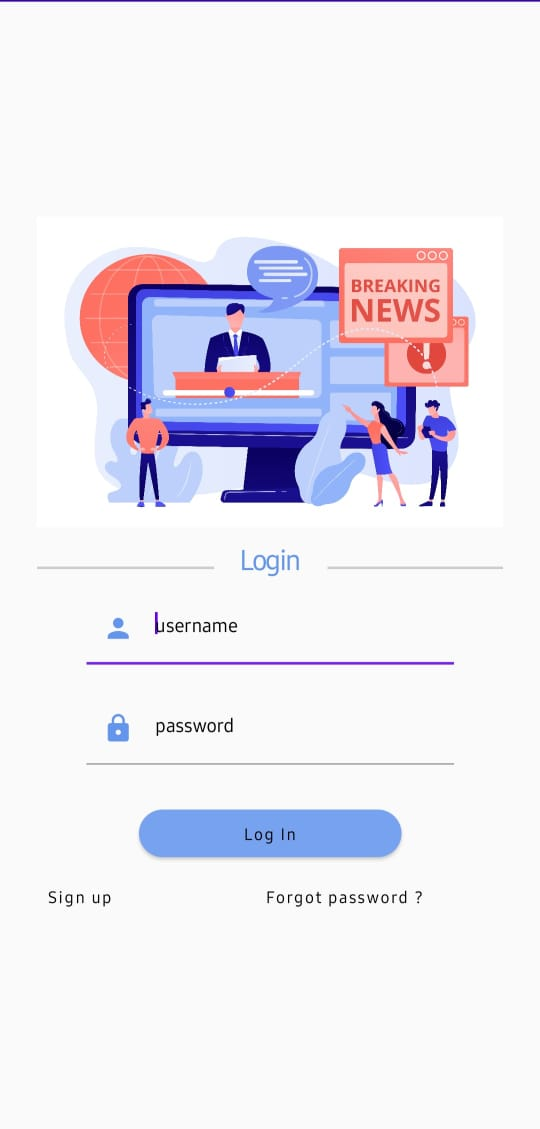 BREAKING
NEWS
Login
username
password
Log In
Sign up
Forgot password ?